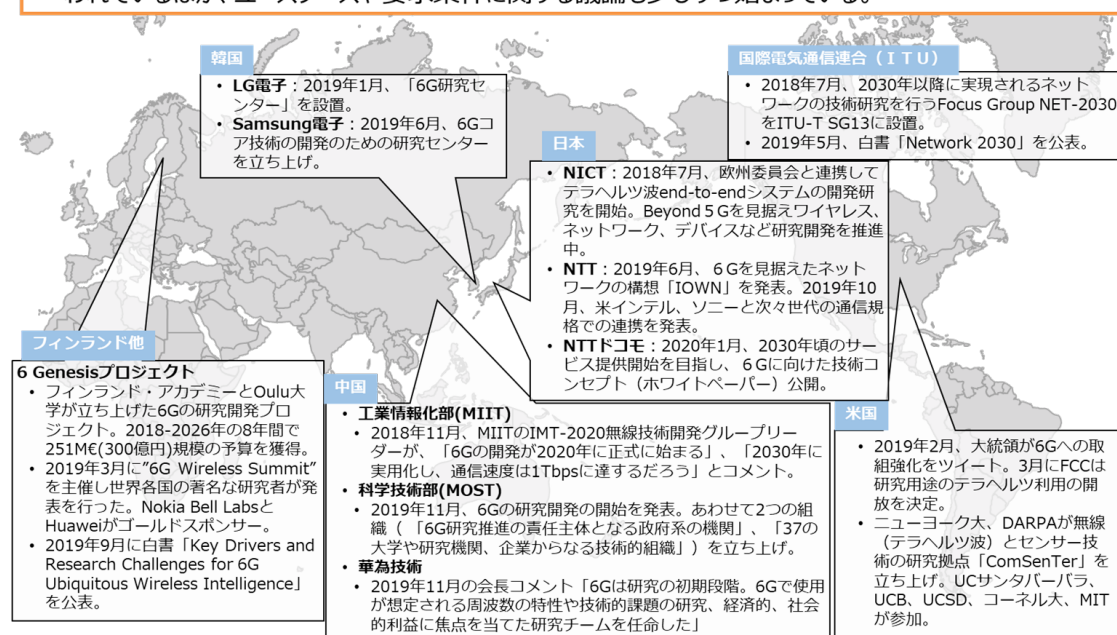 われているほか、ユースケースや要求条件に関する議論も少しずつ始まっている。
韓国
• LG電子：2019年1月、「6G研究セ
ンター」を設置。
• Samsung電子：2019年6月、6Gコ
ア技術の開発のための研究センター
を立ち上げ。
国際電気通信連合（ＩＴＵ）
• 2018年7月、2030年以降に実現されるネット
ワークの技術研究を行うFocus Group NET-2030
をITU-T SG13に設置。
• 2019年5月、白書「Network 2030」を公表。
日本
• NICT：2018年7月、欧州委員会と連携して
テラヘルツ波end-to-endシステムの開発研
究を開始。Beyond５Gを見据えワイヤレス、
ネットワーク、デバイスなど研究開発を推進
中。
• NTT：2019年6月、６Gを見据えたネット
ワークの構想「IOWN」を発表。2019年10
月、米インテル、ソニーと次々世代の通信規
格での連携を発表。
• NTTドコモ：2020年1月、2030年頃のサー
ビス提供開始を目指し、６Gに向けた技術コ
ンセプト（ホワイトペーパー）公開。
フィンランド他
6 Genesisプロジェクト
• フィンランド・アカデミーとOulu大
学が立ち上げた6Gの研究開発プロ
ジェクト。2018-2026年の8年間で
251M€(300億円)規模の予算を獲得。
• 2019年3月に”6G Wireless Summit”
を主催し世界各国の著名な研究者が発
表を行った。Nokia Bell Labsと
Huaweiがゴールドスポンサー。
• 2019年9月に白書「Key Drivers and
Research Challenges for 6G
Ubiquitous Wireless Intelligence」
を公表。
中国
• 工業情報化部(MIIT)
• 2018年11月、MIITのIMT-2020無線技術開発グループリー
ダーが、「6Gの開発が2020年に正式に始まる」、「2030年に
実用化し、通信速度は1Tbpsに達するだろう」とコメント。
• 科学技術部(MOST)
• 2019年11月、6Gの研究開発の開始を発表。あわせて2つの組
織（「6G研究推進の責任主体となる政府系の機関」、「37の
大学や研究機関、企業からなる技術的組織」）を立ち上げ。
• 華為技術
• 2019年11月の会長コメント「6Gは研究の初期段階。6Gで使用
が想定される周波数の特性や技術的課題の研究、経済的、社会
的利益に焦点を当てた研究チームを任命した」
米国
• 2019年2月、大統領が6Gへの取
組強化をツイート。3月にFCCは
研究用途のテラヘルツ利用の開
放を決定。
• ニューヨーク大、DARPAが無線
（テラヘルツ波）とセンサー技
術の研究拠点「ComSenTer」を
立ち上げ。UCサンタバーバラ、
UCB、UCSD、コーネル大、MIT
が参加。